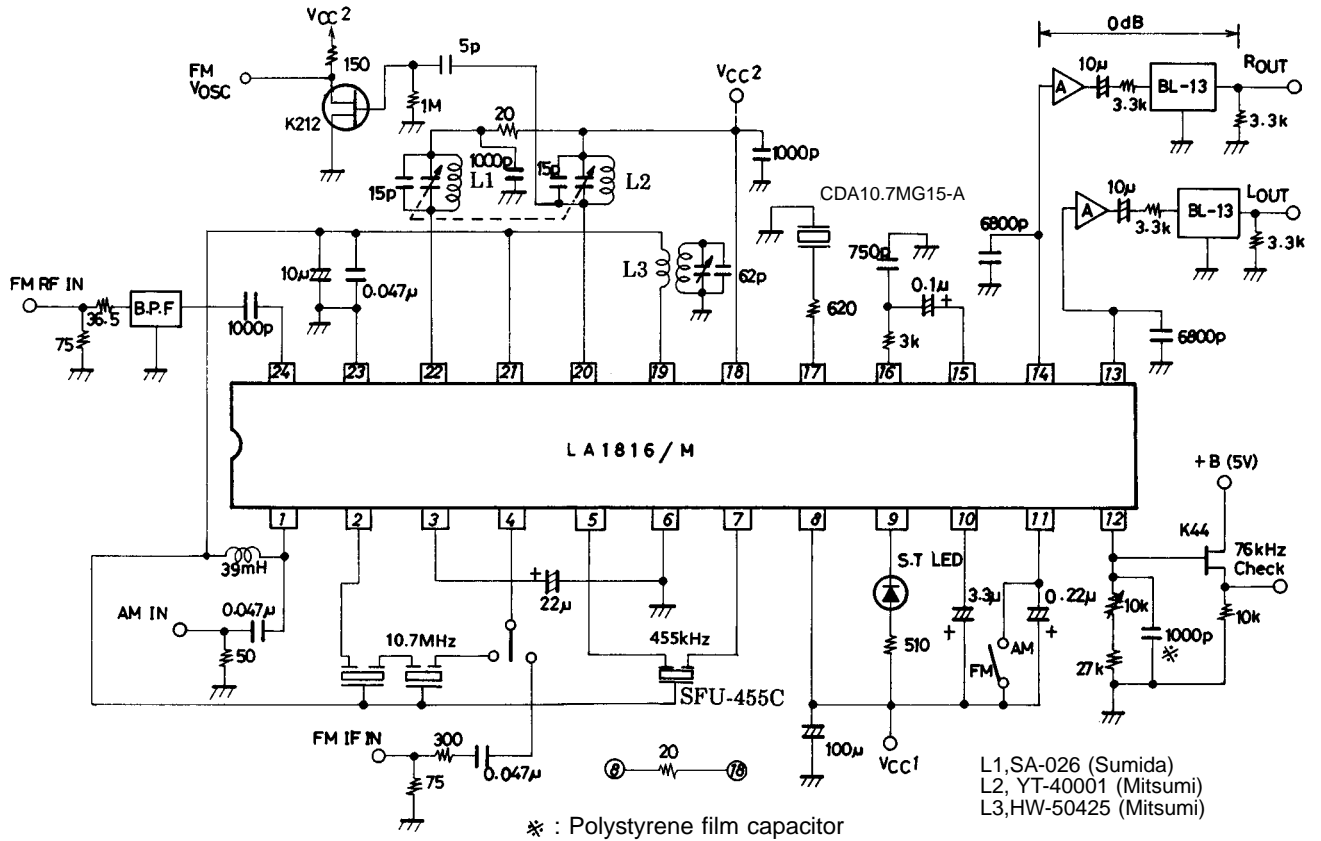 VCC2
150
FM
VOSC
K212
1M
5p
20
VCC2
1000p
15p
L1
1000p
15p
L2
0dB
10μ
A
3.3k
BL-13
ROUT
3.3k
10μ
A
3.3k
BL-13
LOUT
3.3k
CDA10.7MG15-A
750p
0.1μ
+
3k
620
6800p
6800p
L3
62p
10μ
0.047μ
FM RF IN
36.5
75
B.P.F
1000p
24
23
22
21
20
19
18
17
16
15
14
13
LA1816/M
1
2
3
4
5
6
7
8
9
10
11
12
39mH
AM IN
0.047μ
50
10.7MHz
+
22μ
455kHz
SFU-455C
S.T LED
510
3.3μ
+
0.22μ
+
AM
FM
+B (5V)
K44
76kHz
Check
10k
10k
1000p
※
27k
FM IF IN
300
75
0.047μ
8
20
18
100μ
VCC1
L1,SA-026 (Sumida)
L2, YT-40001 (Mitsumi)
L3,HW-50425 (Mitsumi)
※ : Polystyrene film capacitor